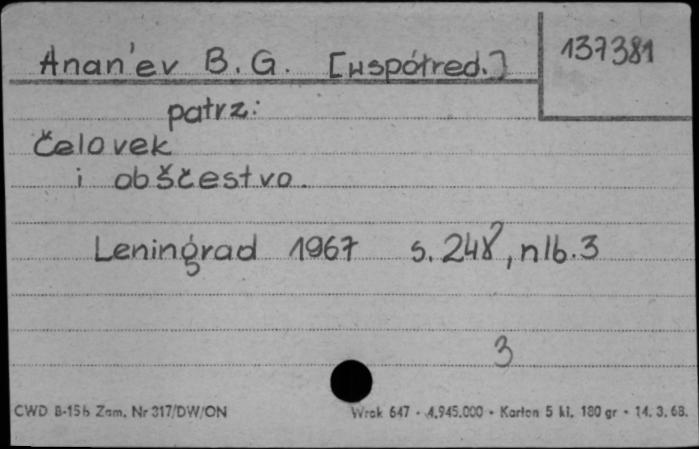 Anan'ev B. G. [współred.]
137381
patrz:
Čelovek
i obščestvo.
Leningrad 1967 s. 248, nlb. 3
3
CWD B-15b Zam. Nr 317/DW/ON
Wrok 647 - 4.945.000 - Karton 5 kl. 180 gr - 14. 3. 68.